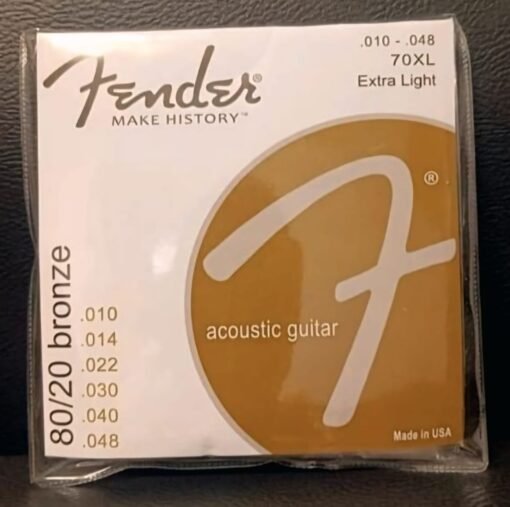 .010 - .048
70XL
Extra Light
Fender®
MAKE HISTORY™
F ®
acoustic guitar
80/20 bronze
.010
.014
.022
.030
.040
.048
Made in USA